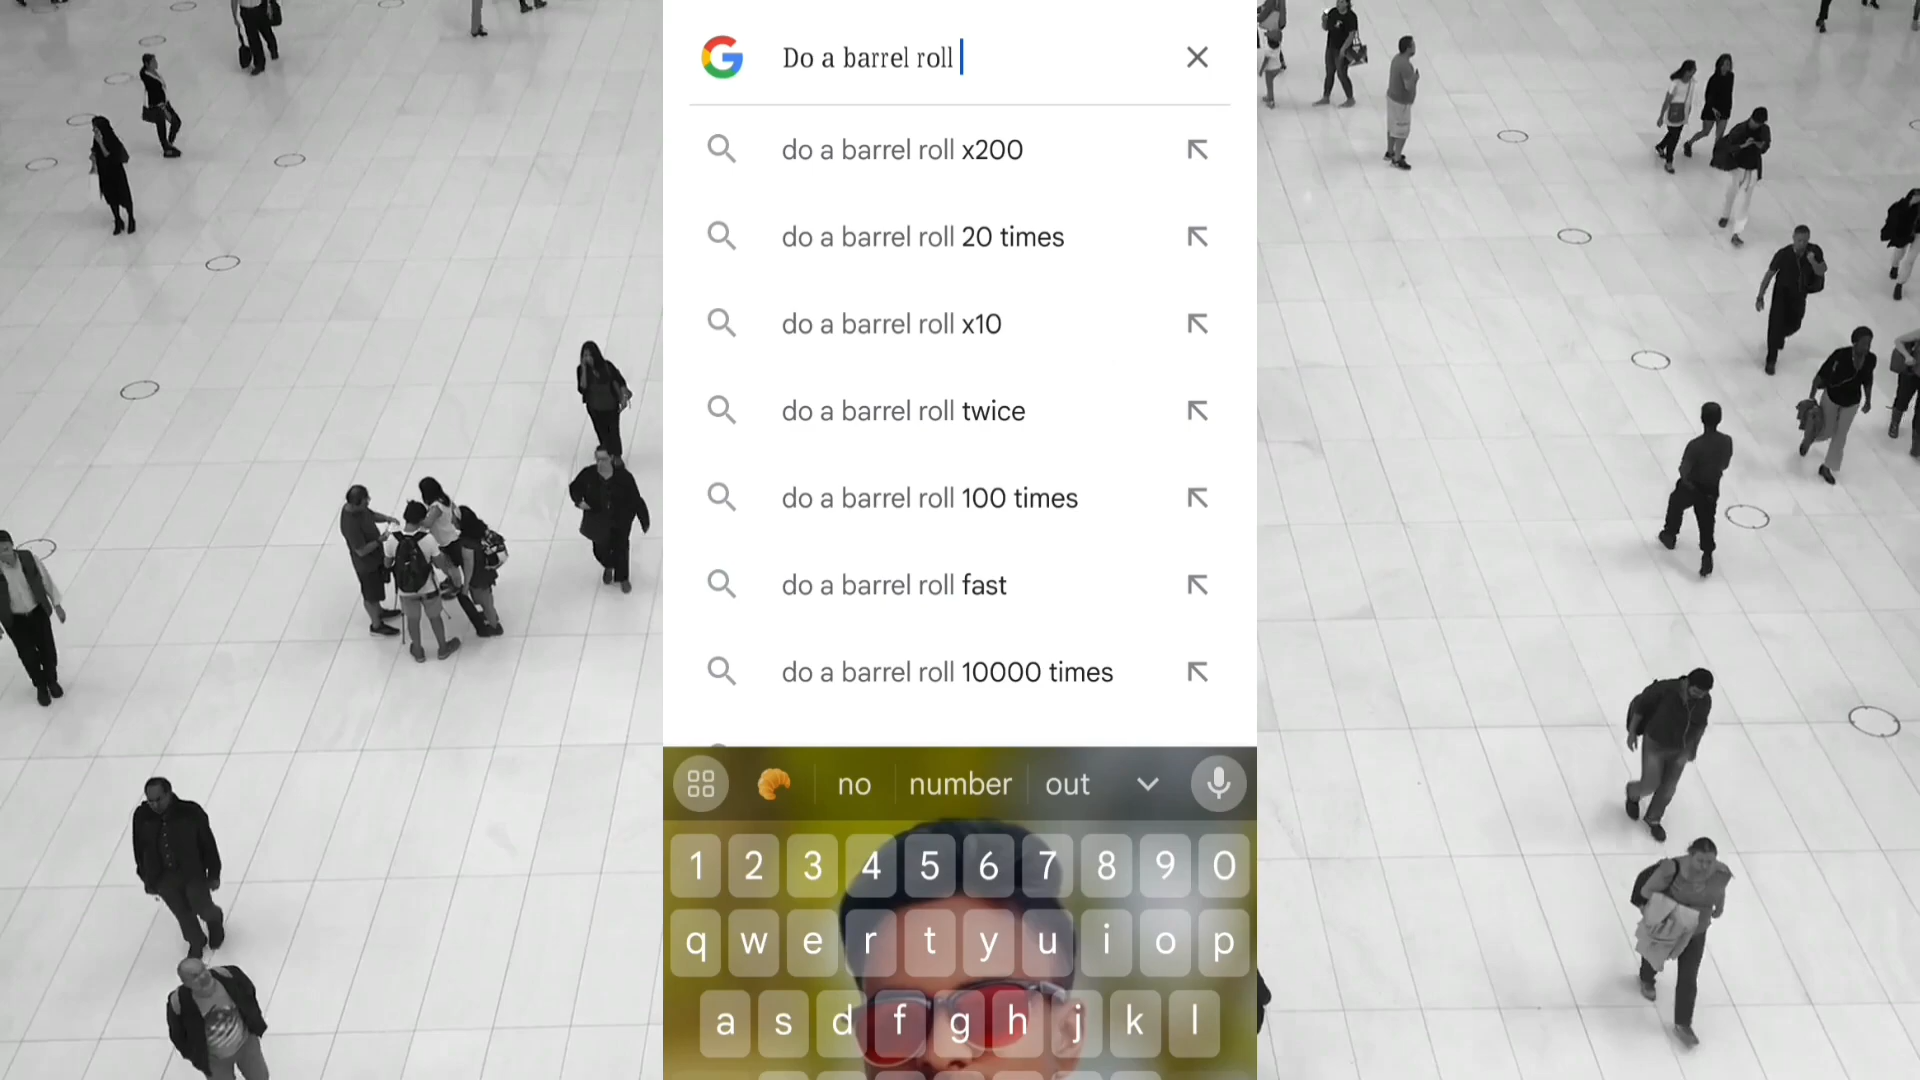 Do a barrel roll
do a barrel roll x200
do a barrel roll 20 times
do a barrel roll x10
do a barrel roll twice
do a barrel roll 100 times
do a barrel roll fast
do a barrel roll 10000 times
no number out
1 2 3 4 5 6 7 8 9 0
q w e r t y u i o p
a s d f g h j k l